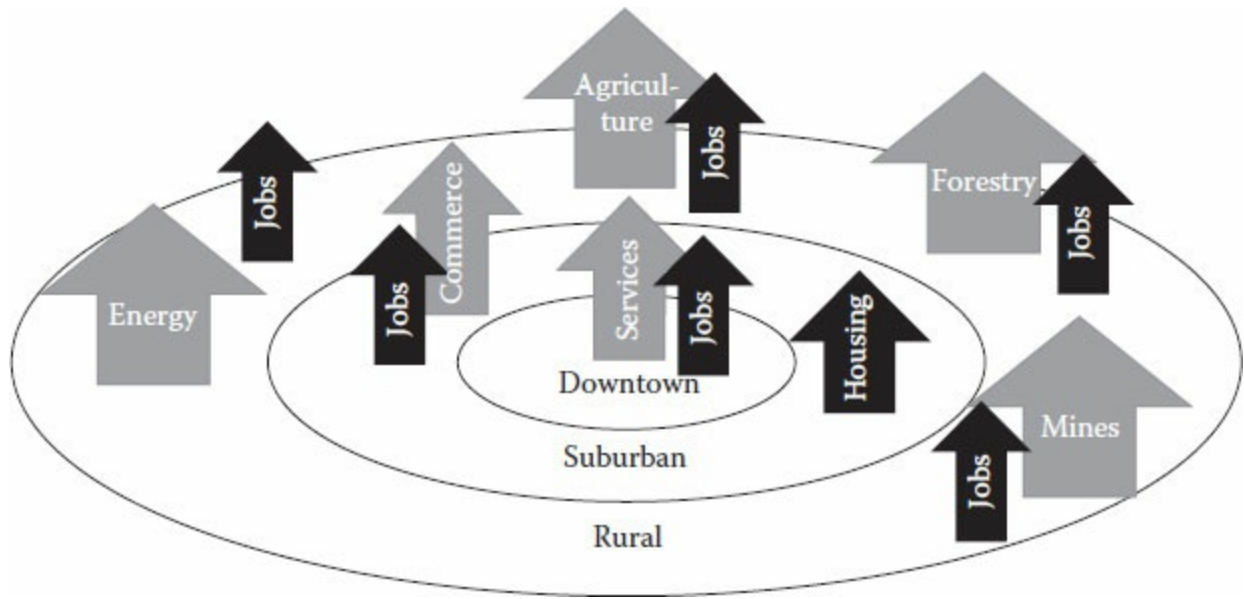 Agricul-
ture
Jobs
Jobs
Forestry
Jobs
Commerce
Jobs
Services
Jobs
Energy
Housing
Downtown
Mines
Jobs
Suburban
Rural